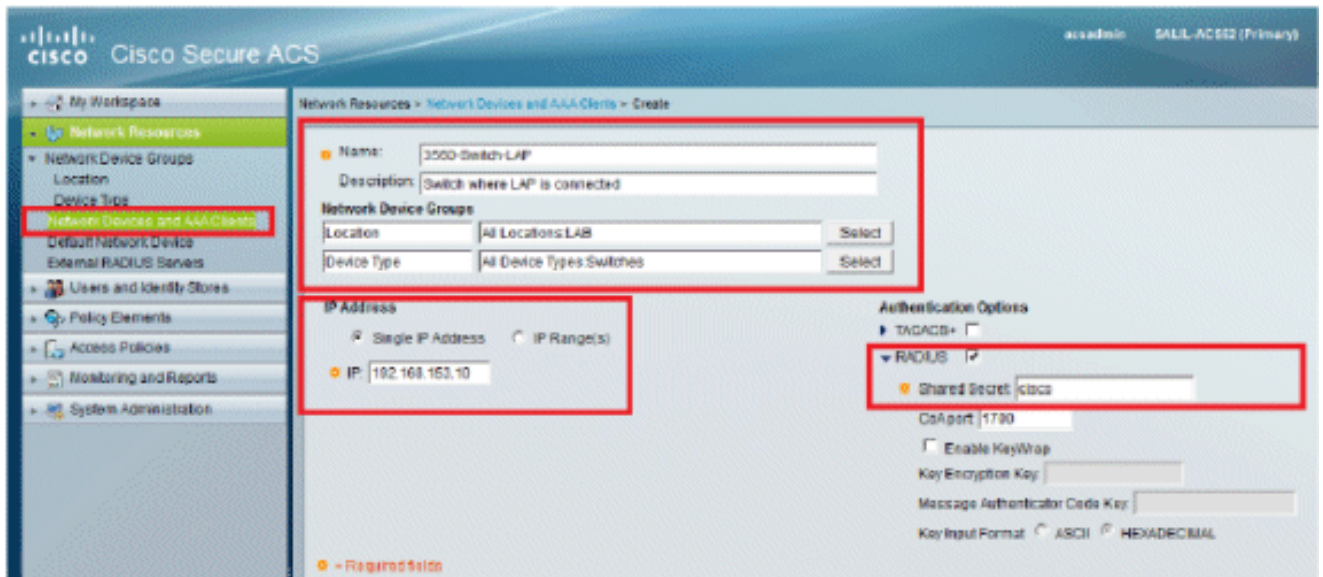 cisco Cisco Secure ACS
acsadmin SALIL-ACS52 (Primary)
My Workspace
Network Resources
Network Device Groups
Location
Device Type
Network Devices and AAA Clients
Default Network Device
External RADIUS Servers
Users and Identity Stores
Policy Elements
Access Policies
Monitoring and Reports
System Administration
Network Resources > Network Devices and AAA Clients > Create
Name: 3560-Switch-LAP
Description: Switch where LAP is connected
Network Device Groups
Location All Locations:LAB Select
Device Type All Device Types:Switches Select
IP Address
Single IP Address IP Range(s)
IP: 192.168.153.10
Authentication Options
TACACS+
RADIUS
Shared Secret: cisco
CoA port: 1700
Enable KeyWrap
Key Encryption Key:
Message Authenticator Code Key:
Key Input Format ASCII HEXADECIMAL
= Required fields